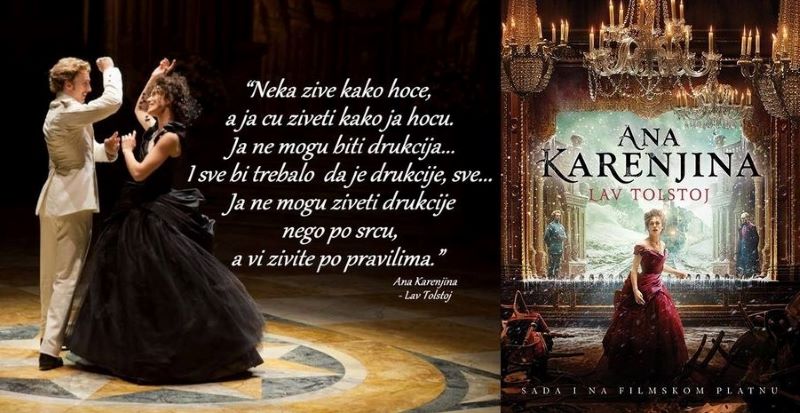 “Neka zive kako hoce,
a ja cu ziveti kako ja hocu.
Ja ne mogu biti drukcija...
I sve bi trebalo da je drukcije, sve...
Ja ne mogu ziveti drukcije
nego po srcu,
a vi zivite po pravilima.”
Ana Karenjina
- Lav Tolstoj
ANA
KARENJINA
LAV TOLSTOJ
SADA I NA FILMSKOM PLATNU